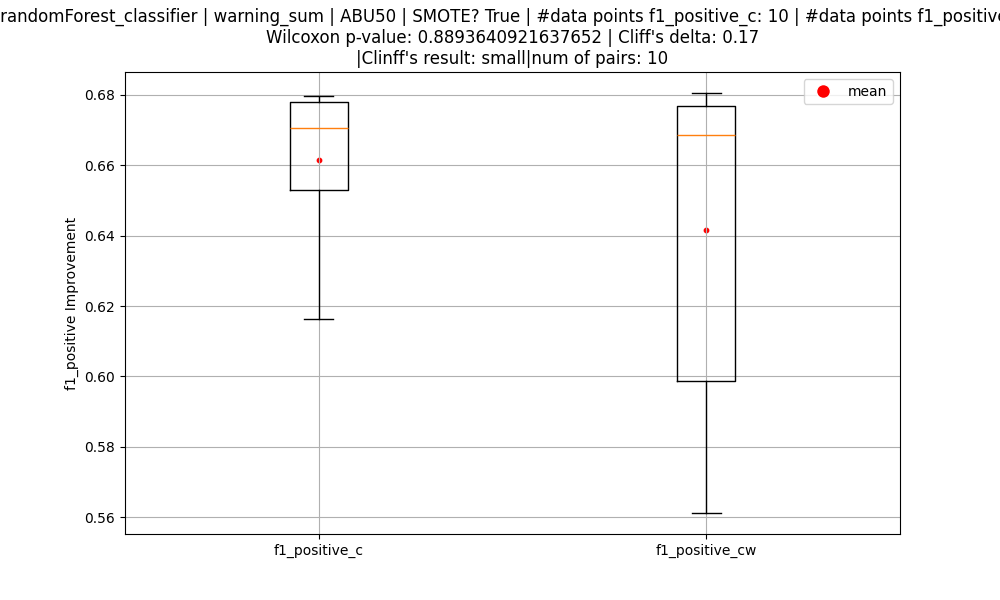 randomForest_classifier | warning_sum | ABU50 | SMOTE? True | #data points f1_positive_c: 10 | #data points f1_positive
Wilcoxon p-value: 0.8893640921637652 | Cliff's delta: 0.17
|Clinff's result: small|num of pairs: 10
mean
0.68
0.66
0.64
0.62
0.60
0.58
0.56
f1_positive Improvement
f1_positive_c
f1_positive_cw